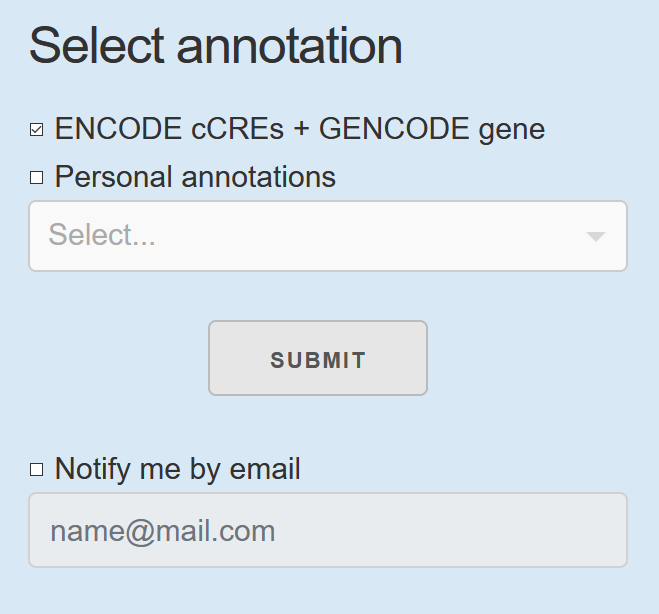 Select annotation
ENCODE cCREs + GENCODE gene
Personal annotations
Select...
SUBMIT
Notify me by email
name@mail.com